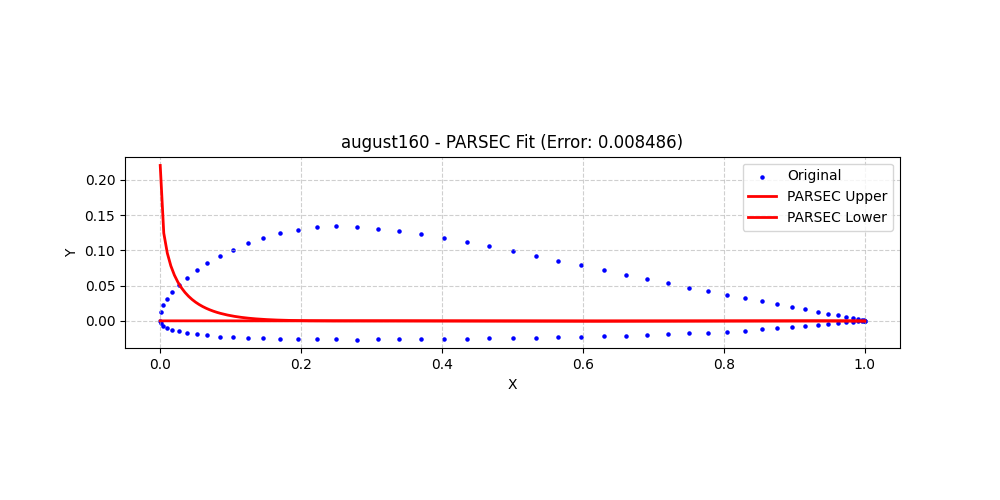 august160 - PARSEC Fit (Error: 0.008486)
Original
PARSEC Upper
PARSEC Lower
0.20
0.15
0.10
0.05
0.00
Y
0.0 0.2 0.4 0.6 0.8 1.0
X